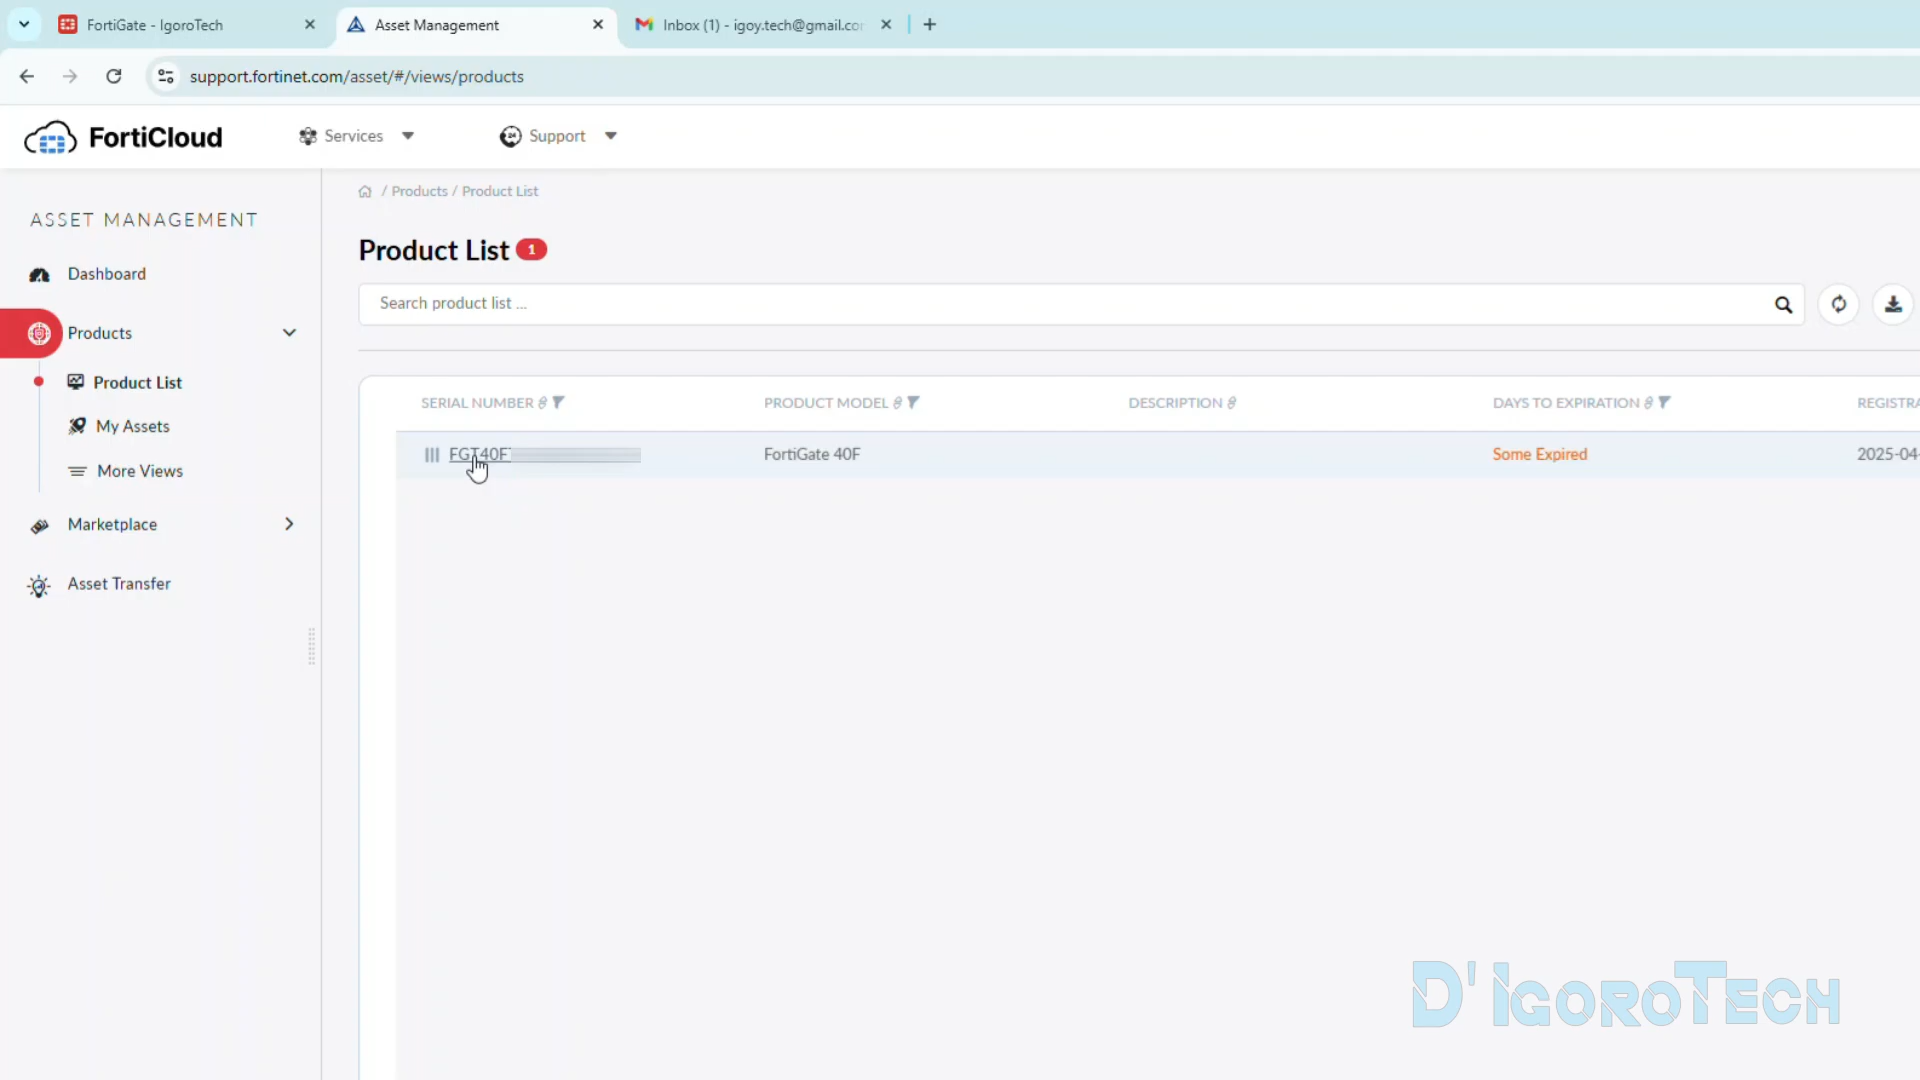 FortiGate - IgoroTech
Asset Management
Inbox (1) - igoy.tech@gmail.co
support.fortinet.com/asset/#/views/products
FortiCloud
Services
Support
ASSET MANAGEMENT
Dashboard
Products
Product List
My Assets
More Views
Marketplace
Asset Transfer
/ Products / Product List
Product List 1
Search product list ...
SERIAL NUMBER
PRODUCT MODEL
DESCRIPTION
DAYS TO EXPIRATION
REGISTRA
FGT40F
FortiGate 40F
Some Expired
2025-04-
D'IGOROTECH